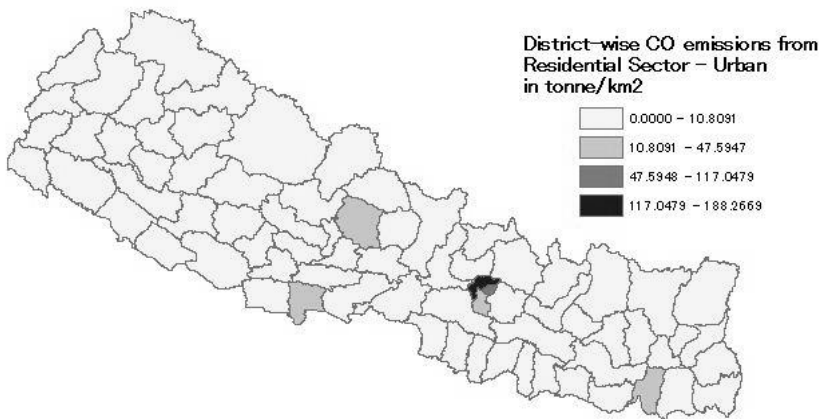 District-wise CO emissions from
Residential Sector - Urban
in tonne/km2
0.0000 - 10.8091
10.8091 - 47.5947
47.5948 - 117.0479
117.0479 - 188.2669